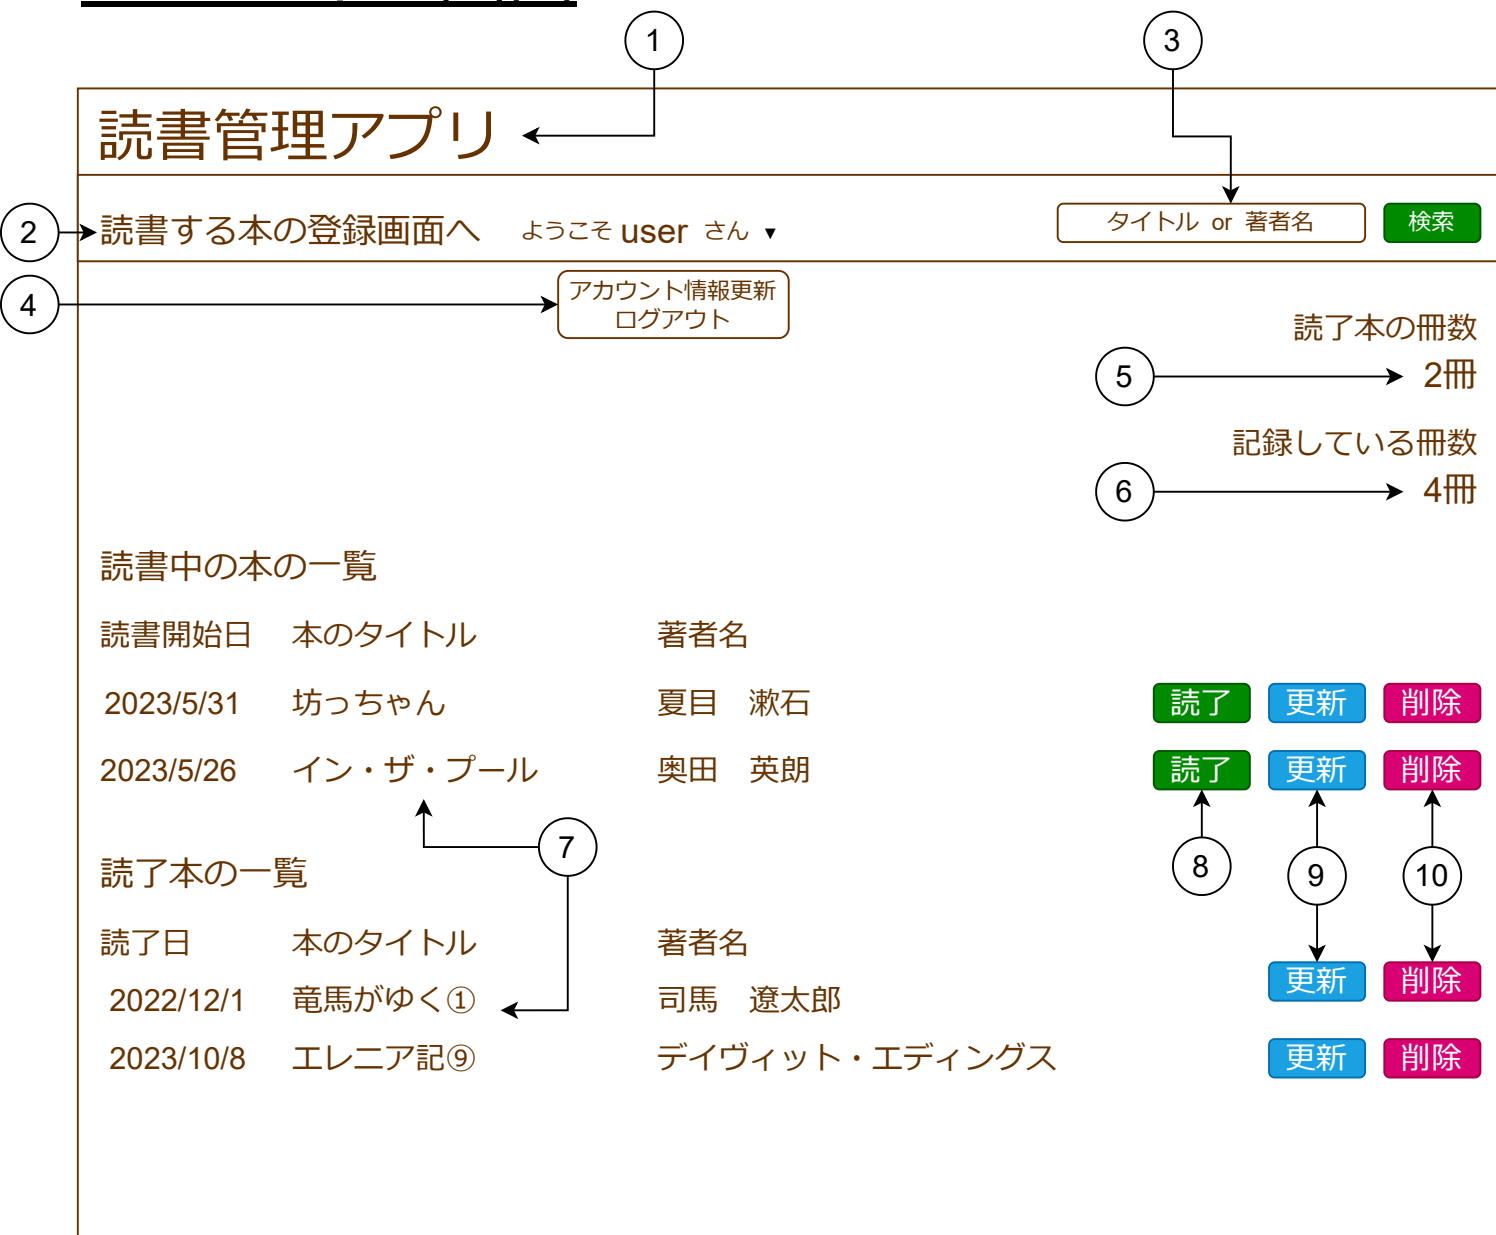 1
3
読書管理アプリ
2
読書する本の登録画面へ ようこそ user さん ▼ タイトル or 著者名 検索
4
アカウント情報更新
ログアウト
読了本の冊数
5
2冊
記録している冊数
6
4冊
読書中の本の一覧
読書開始日 本のタイトル 著者名
2023/5/31 坊っちゃん 夏目 漱石 読了 更新 削除
2023/5/26 イン・ザ・プール 奥田 英朗 読了 更新 削除
7
8
9
10
読了本の一覧
読了日 本のタイトル 著者名
2022/12/1 竜馬がゆく① 司馬 遼太郎 更新 削除
2023/10/8 エレニア記⑨ デイヴィット・エディングス 更新 削除